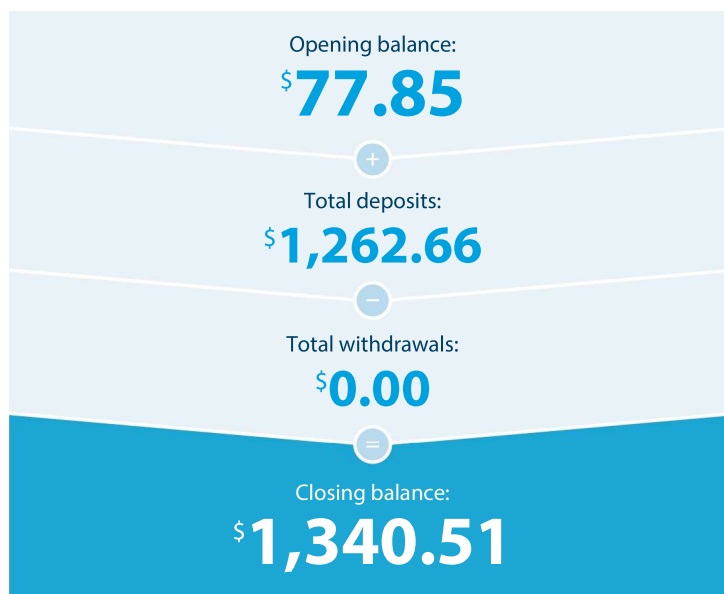 Opening balance:
$77.85
+
Total deposits:
$1,262.66
−
Total withdrawals:
$0.00
=
Closing balance:
$1,340.51